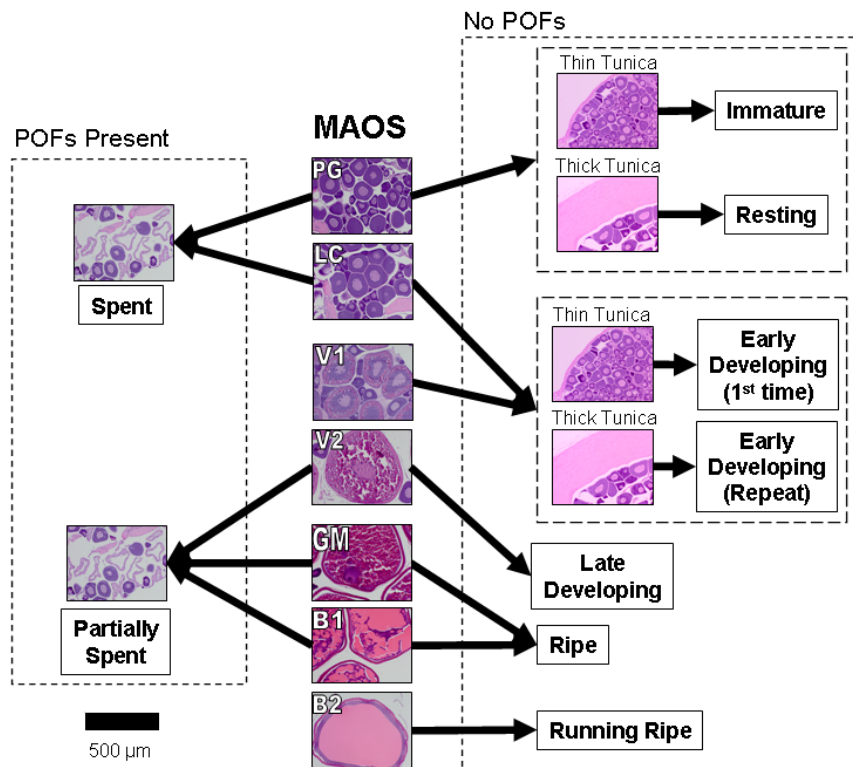 No POFs
Thin Tunica
Immature
Thick Tunica
Resting
POFs Present
MAOS
PG
LC
V1
V2
GM
B1
B2
Spent
Thin Tunica
Early
Developing
(1st time)
Thick Tunica
Early
Developing
(Repeat)
Partially
Spent
Late
Developing
Ripe
Running Ripe
500 µm